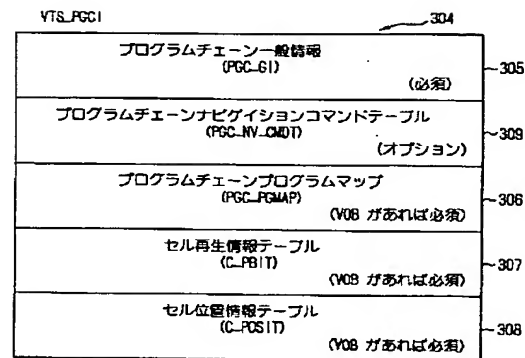 VTS_PGCI
304
プログラムチェーン一般情報
(PGC_GI)
(必須)
305
プログラムチェーンナビゲイションコマンドテーブル
(PGC_NV_CMDT)
(オプション)
309
プログラムチェーンプログラムマップ
(PGC_PGMAP)
(VOB があれば必須)
306
セル再生情報テーブル
(C_PBIT)
(VOB があれば必須)
307
セル位置情報テーブル
(C_POSIT)
(VOB があれば必須)
308